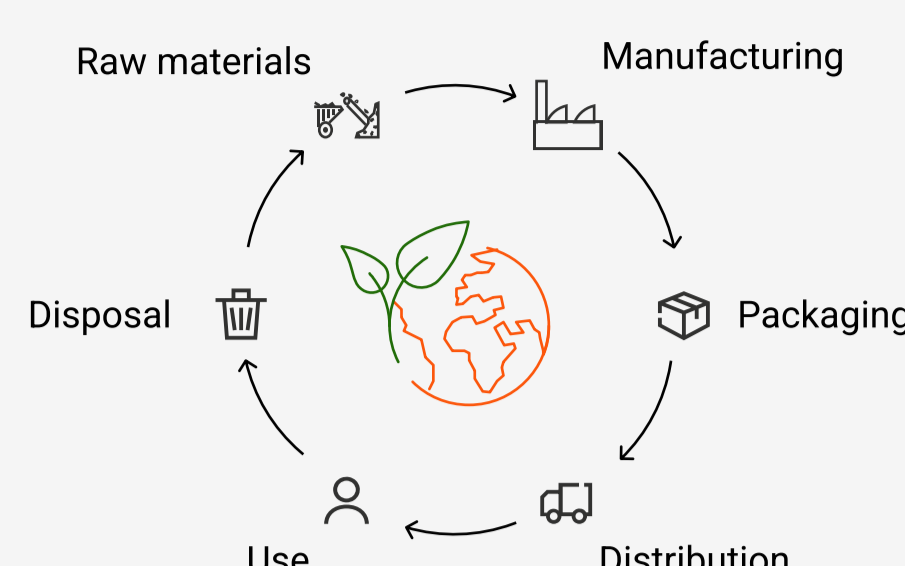 Raw materials
Manufacturing
Disposal
Packaging
Use
Distribution